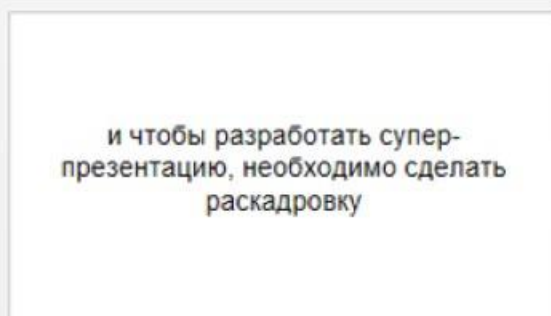 и чтобы разработать супер-
презентацию, необходимо сделать
раскадровку